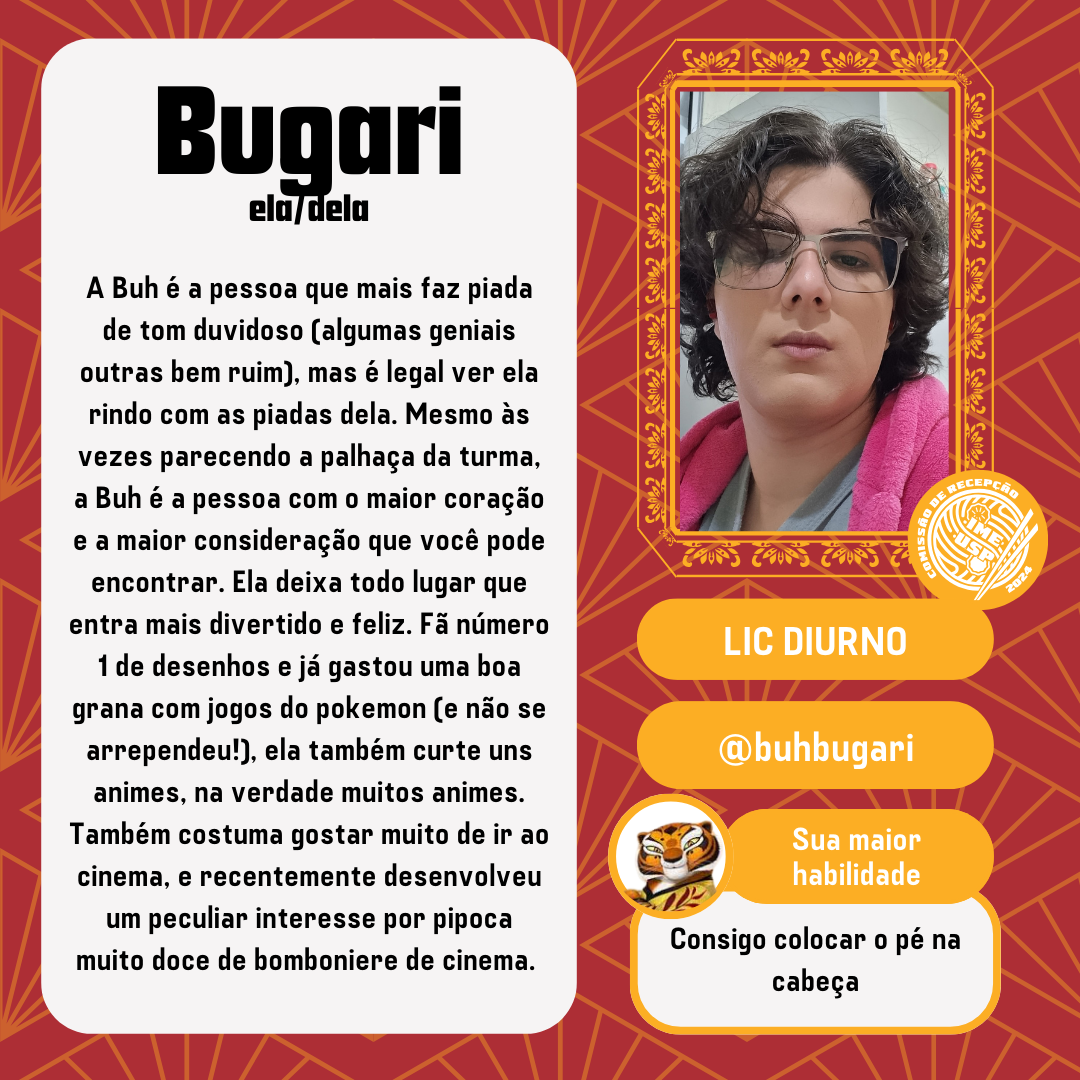 Bugari
ela/dela
A Buh é a pessoa que mais faz piada
de tom duvidoso (algumas geniais
outras bem ruim), mas é legal ver ela
rindo com as piadas dela. Mesmo às
vezes parecendo a palhaça da turma,
a Buh é a pessoa com o maior coração
e a maior consideração que você pode
encontrar. Ela deixa todo lugar que
entra mais divertido e feliz. Fã número
1 de desenhos e já gastou uma boa
grana com jogos do pokemon (e não se
arrependeu!), ela também curte uns
animes, na verdade muitos animes.
Também costuma gostar muito de ir ao
cinema, e recentemente desenvolveu
um peculiar interesse por pipoca
muito doce de bomboniere de cinema.
COMISSÃO DE RECEPÇÃO
IME
USP
2024
LIC DIURNO
@buhbugari
Sua maior
habilidade
Consigo colocar o pé na
cabeça